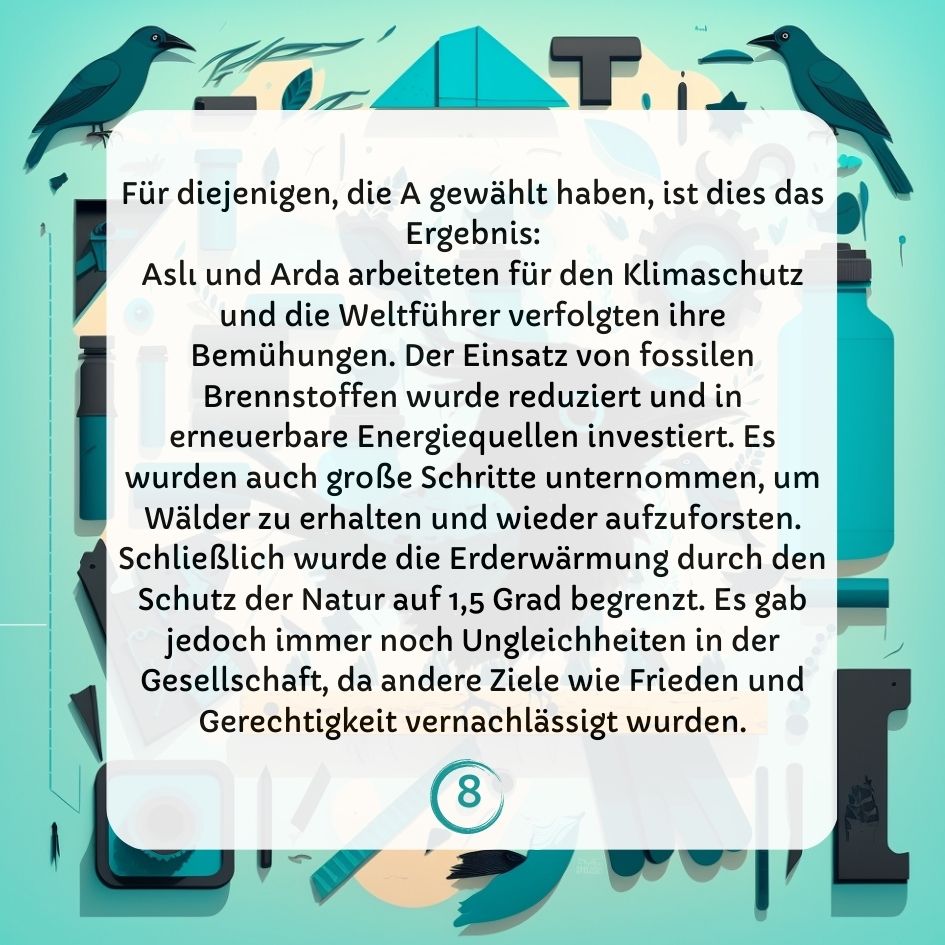 Für diejenigen, die A gewählt haben, ist dies das
Ergebnis:
Aslı und Arda arbeiteten für den Klimaschutz
und die Weltführer verfolgten ihre
Bemühungen. Der Einsatz von fossilen
Brennstoffen wurde reduziert und in
erneuerbare Energiequellen investiert. Es
wurden auch große Schritte unternommen, um
Wälder zu erhalten und wieder aufzuforsten.
Schließlich wurde die Erderwärmung durch den
Schutz der Natur auf 1,5 Grad begrenzt. Es gab
jedoch immer noch Ungleichheiten in der
Gesellschaft, da andere Ziele wie Frieden und
Gerechtigkeit vernachlässigt wurden.
8